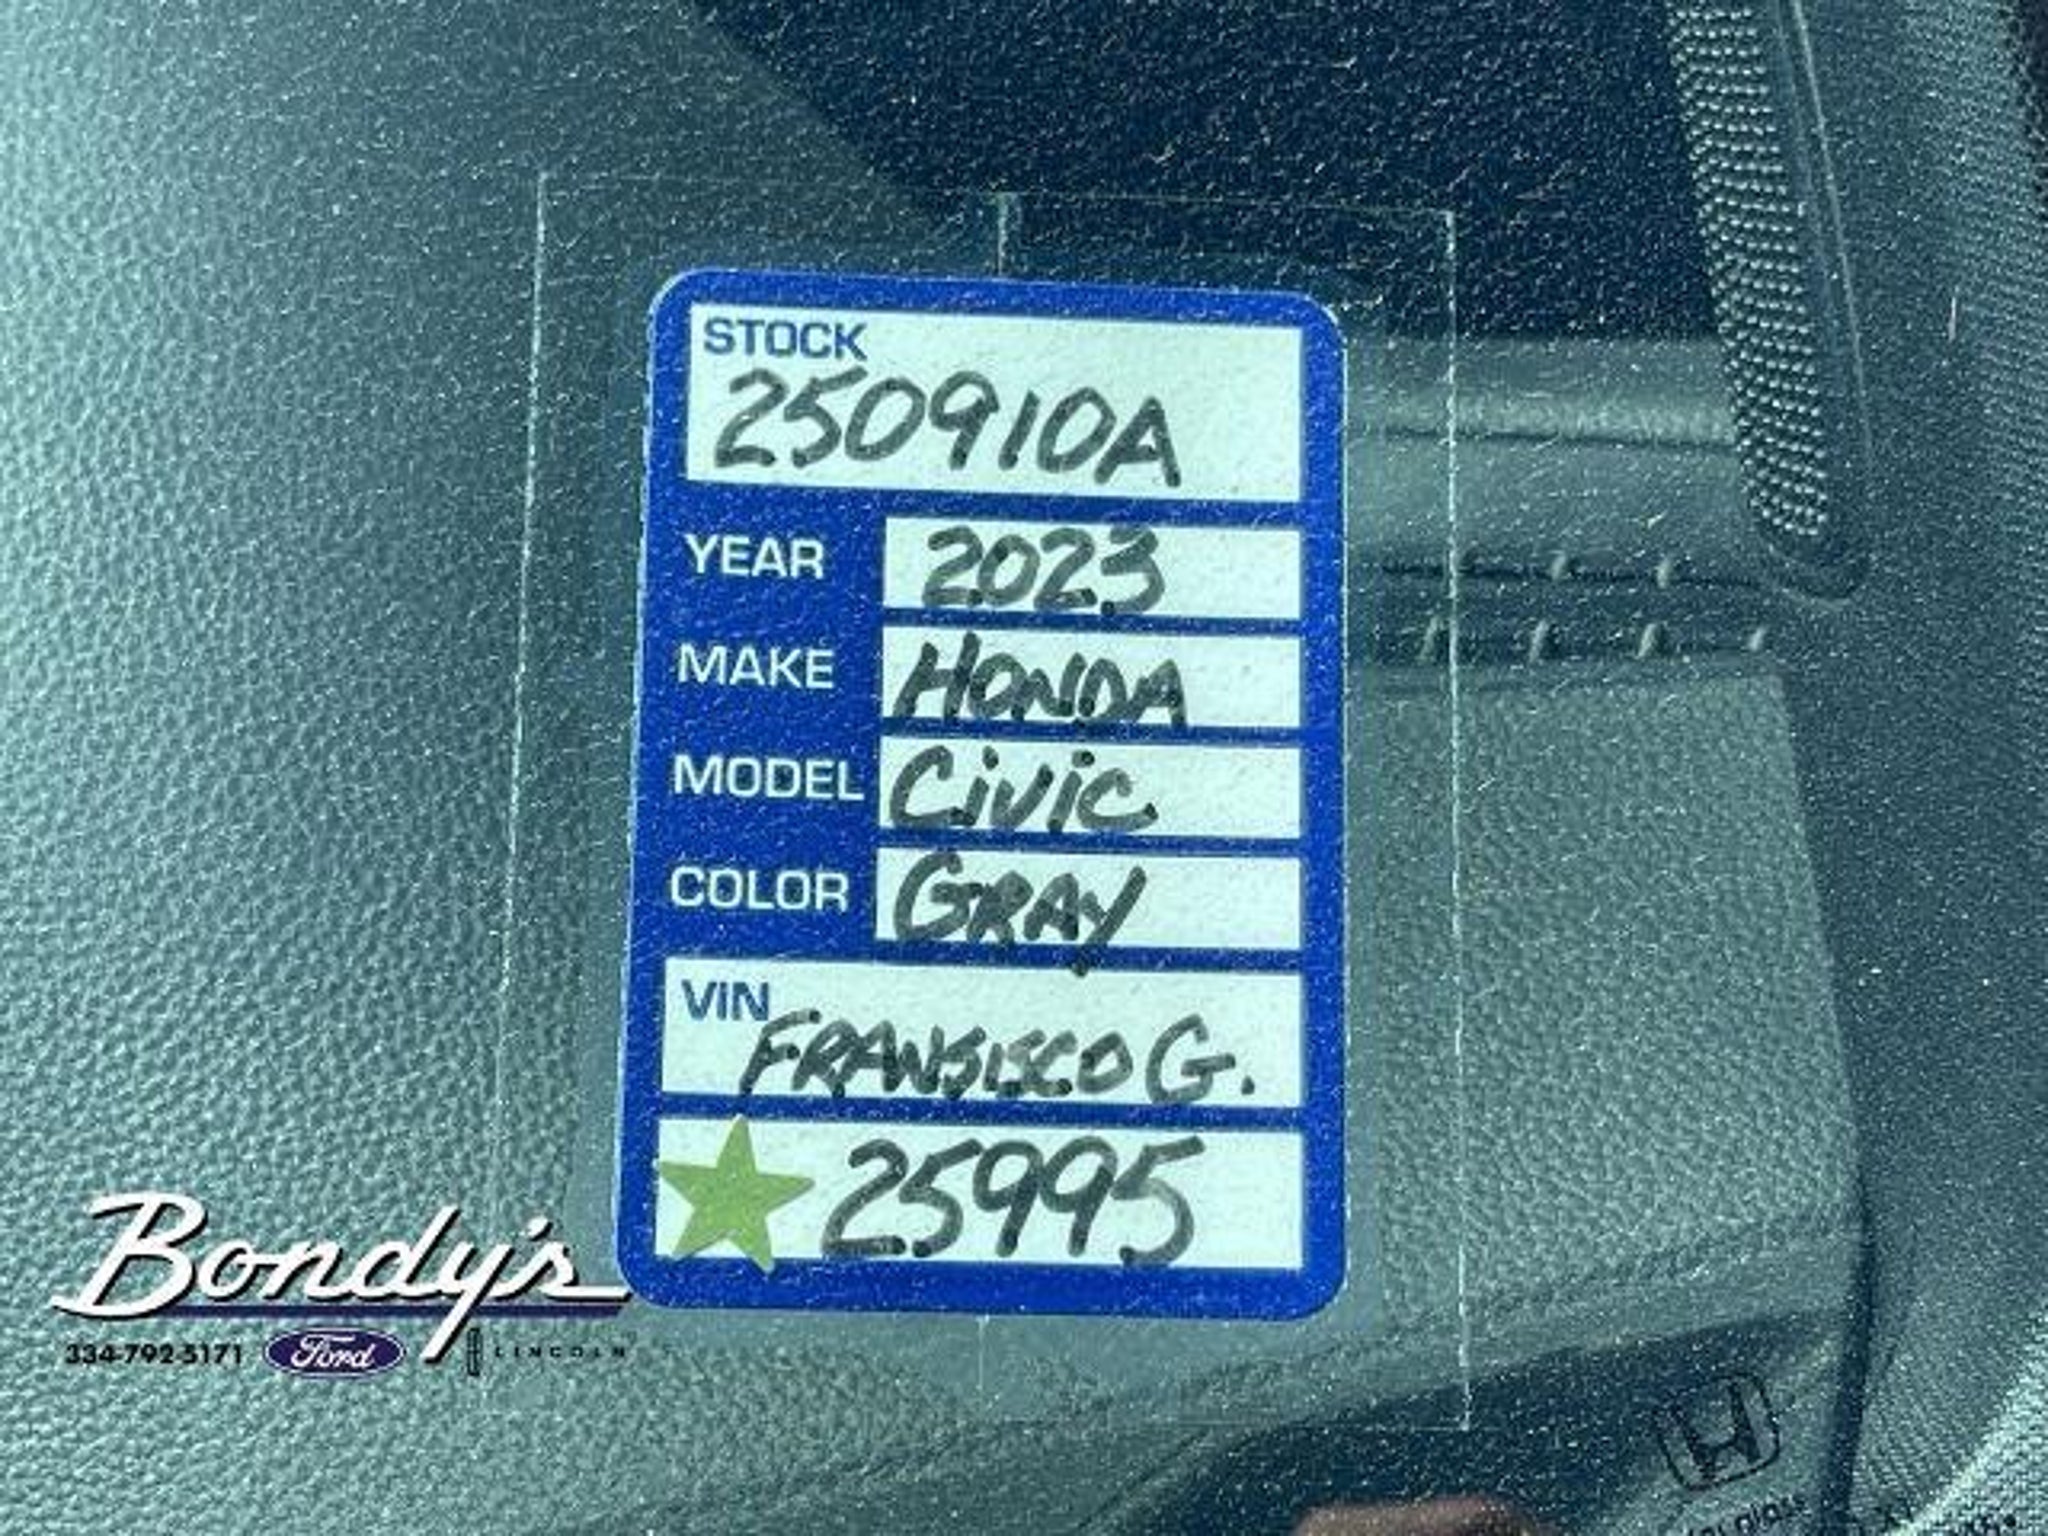 STOCK
250910A
YEAR 2023
MAKE HONDA
MODEL Civic
COLOR GRAY
VIN
FRANSISCO G.
25995
Bondy's
334-792-5171 Ford LINCOLN